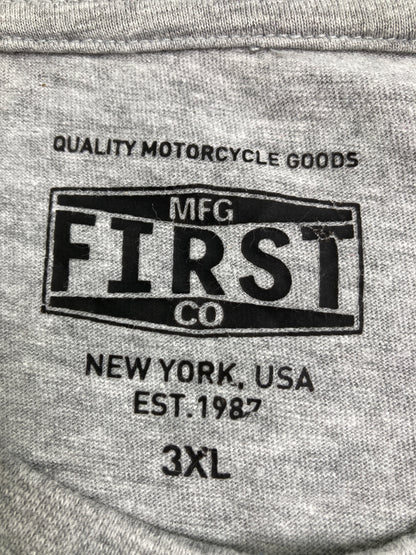 QUALITY MOTORCYCLE GOODS
MFG
FIRST
CO
NEW YORK, USA
EST.1987
3XL